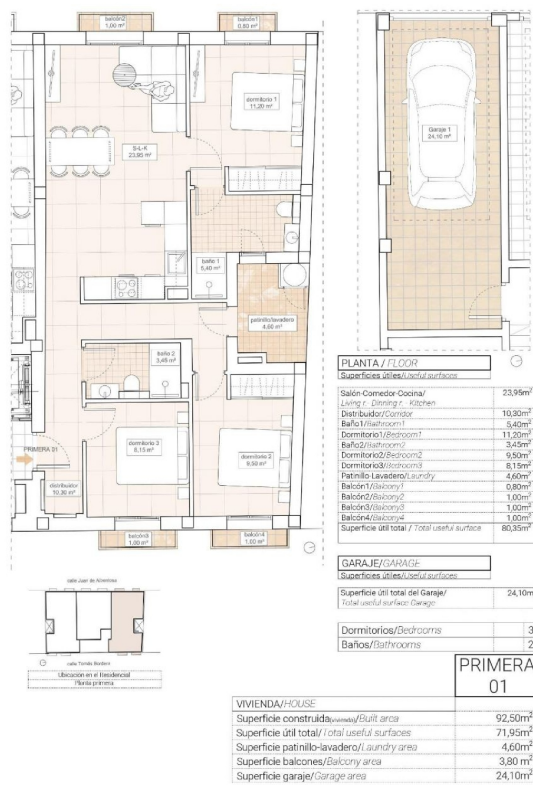 balcón2
1,00 m²
balcón1
0,80 m²
dormitorio 1
11,20 m²
S-L-K
23,95 m²
baño 1
5,40 m²
patinillo/lavadero
4,60 m²
baño 2
3,45 m²
dormitorio 3
8,15 m²
dormitorio 2
9,50 m²
PRIMERA 01
distribuidor
10,30 m²
balcón3
1,00 m²
balcón4
1,00 m²
Garaje 1
24,10 m²
PLANTA / FLOOR
Superficies útiles/Useful surfaces
Salón-Comedor-Cocina/ 23,95m²
Living r.- Dinning r. - Kitchen
Distribuidor/Corridor 10,30m²
Baño1/Bathroom1 5,40m²
Dormitorio1/Bedroom1 11,20m²
Baño2/Bathroom2 3,45m²
Dormitorio2/Bedroom2 9,50m²
Dormitorio3/Bedroom3 8,15m²
Patinillo-Lavadero/Laundry 4,60m²
Balcón1/Balcony1 0,80m²
Balcón2/Balcony2 1,00m²
Balcón3/Balcony3 1,00m²
Balcón4/Balcony4 1,00m²
Superficie útil total / Total useful surface 80,35m²
GARAJE/GARAGE
Superficies útiles/Useful surfaces
Superficie útil total del Garaje/ 24,10m
Total useful surface Garage
Dormitorios/Bedrooms 3
Baños/Bathrooms 2
calle Tomás Bordera
Ubicación en el Residencial
Planta primera
PRIMERA
01
VIVIENDA/HOUSE
Superficie construida(vivienda)/Built area 92,50m²
Superficie útil total/Total useful surfaces 71,95m²
Superficie patinillo-lavadero/Laundry area 4,60m²
Superficie balcones/Balcony area 3,80 m²
Superficie garaje/Garage area 24,10m²